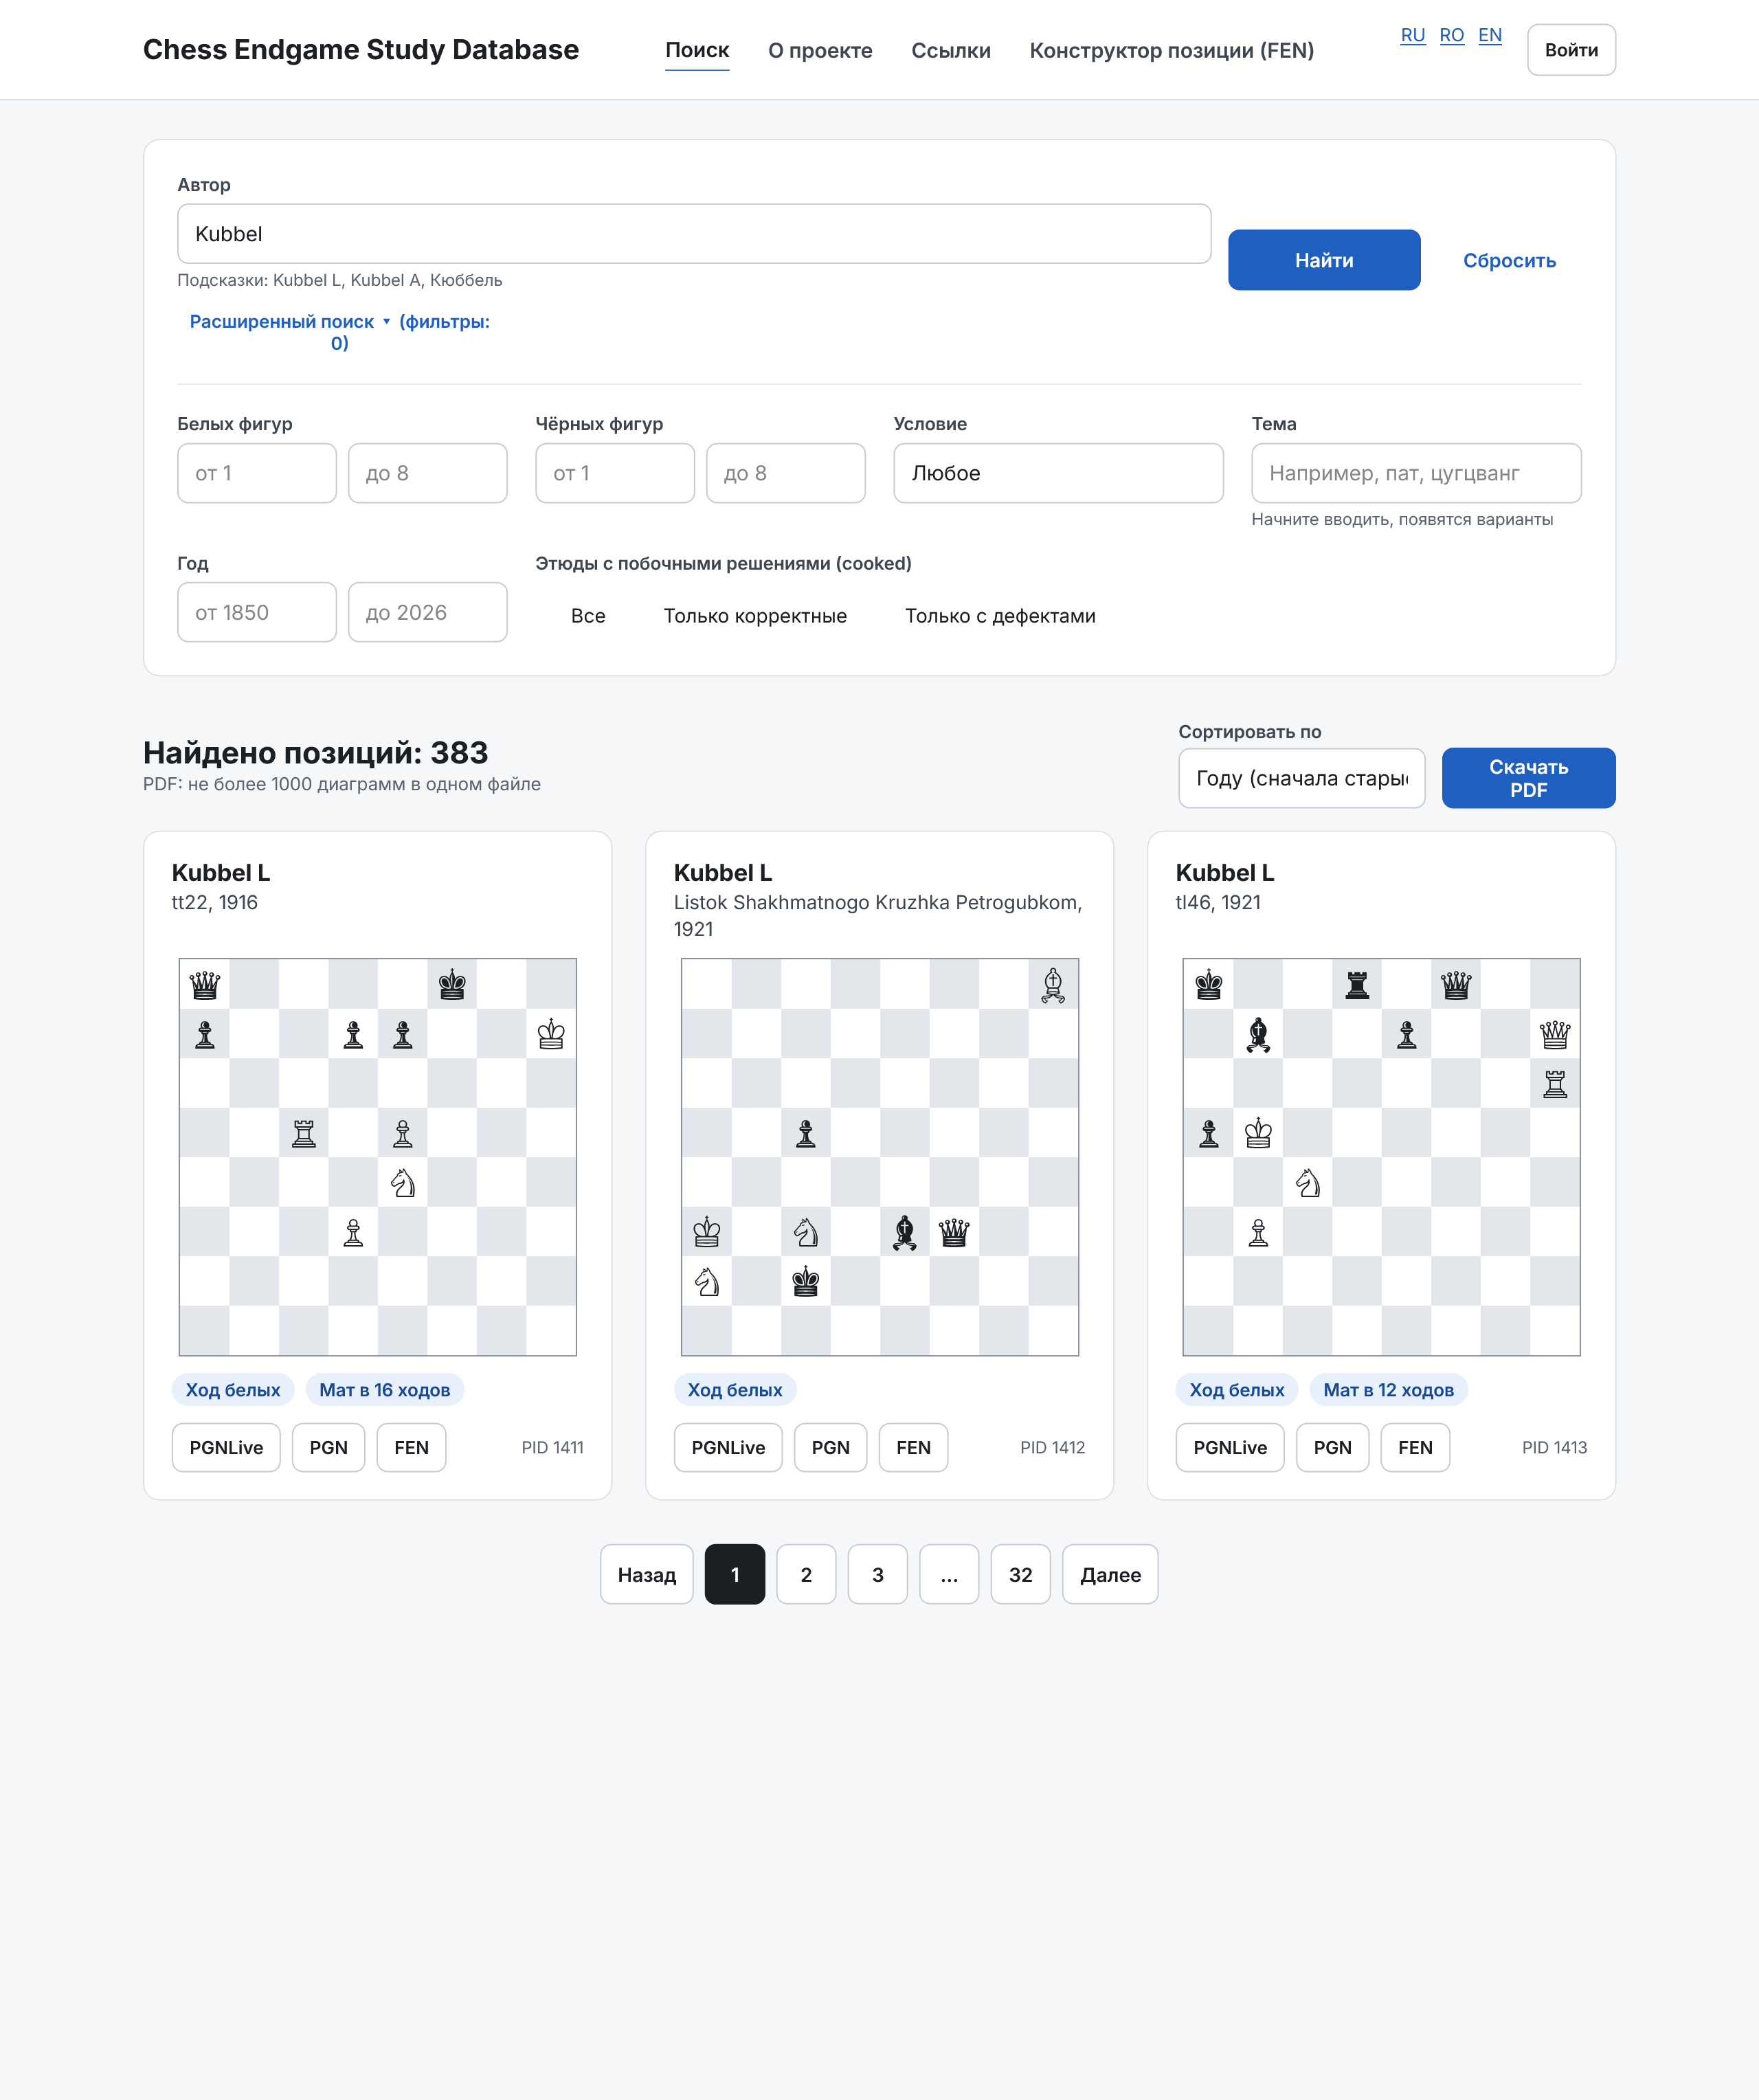 Chess Endgame Study Database
Поиск
О проекте
Ссылки
Конструктор позиции (FEN)
RU RO EN
Войти
Автор
Kubbel
Найти
Сбросить
Подсказки: Kubbel L, Kubbel A, Кюббель
Расширенный поиск ▾ (фильтры:
0)
Белых фигур
Чёрных фигур
Условие
Тема
от 1
до 8
от 1
до 8
Любое
Например, пат, цугцванг
Начните вводить, появятся варианты
Год
Этюды с побочными решениями (cooked)
от 1850
до 2026
Все
Только корректные
Только с дефектами
Найдено позиций: 383
PDF: не более 1000 диаграмм в одном файле
Сортировать по
Году (сначала стары
Скачать
PDF
Kubbel L
tt22, 1916
Ход белых
Мат в 16 ходов
PGNLive
PGN
FEN
PID 1411
Kubbel L
Listok Shakhmatnogo Kruzhka Petrogubkom,
1921
Ход белых
PGNLive
PGN
FEN
PID 1412
Kubbel L
tl46, 1921
Ход белых
Мат в 12 ходов
PGNLive
PGN
FEN
PID 1413
Назад
1
2
3
...
32
Далее